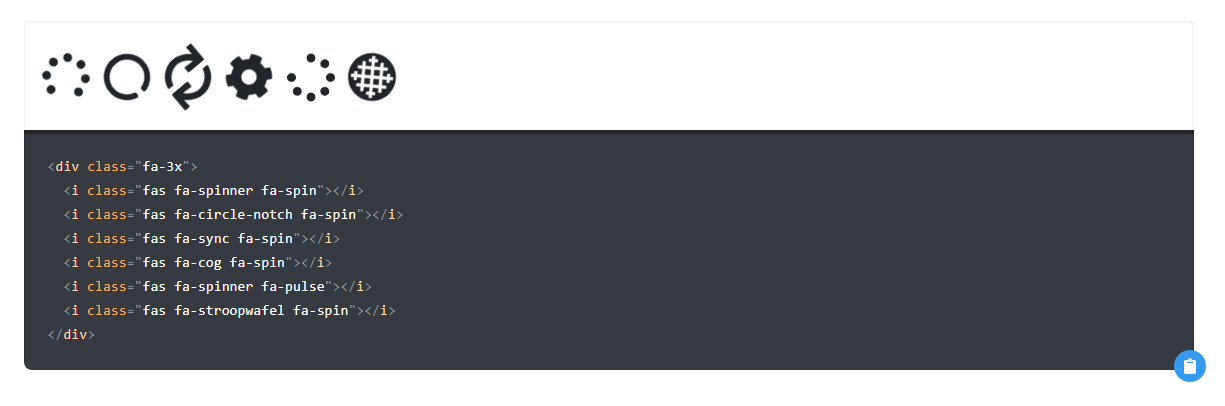 <div class="fa-3x">
  <i class="fas fa-spinner fa-spin"></i>
  <i class="fas fa-circle-notch fa-spin"></i>
  <i class="fas fa-sync fa-spin"></i>
  <i class="fas fa-cog fa-spin"></i>
  <i class="fas fa-spinner fa-pulse"></i>
  <i class="fas fa-stroopwafel fa-spin"></i>
</div>